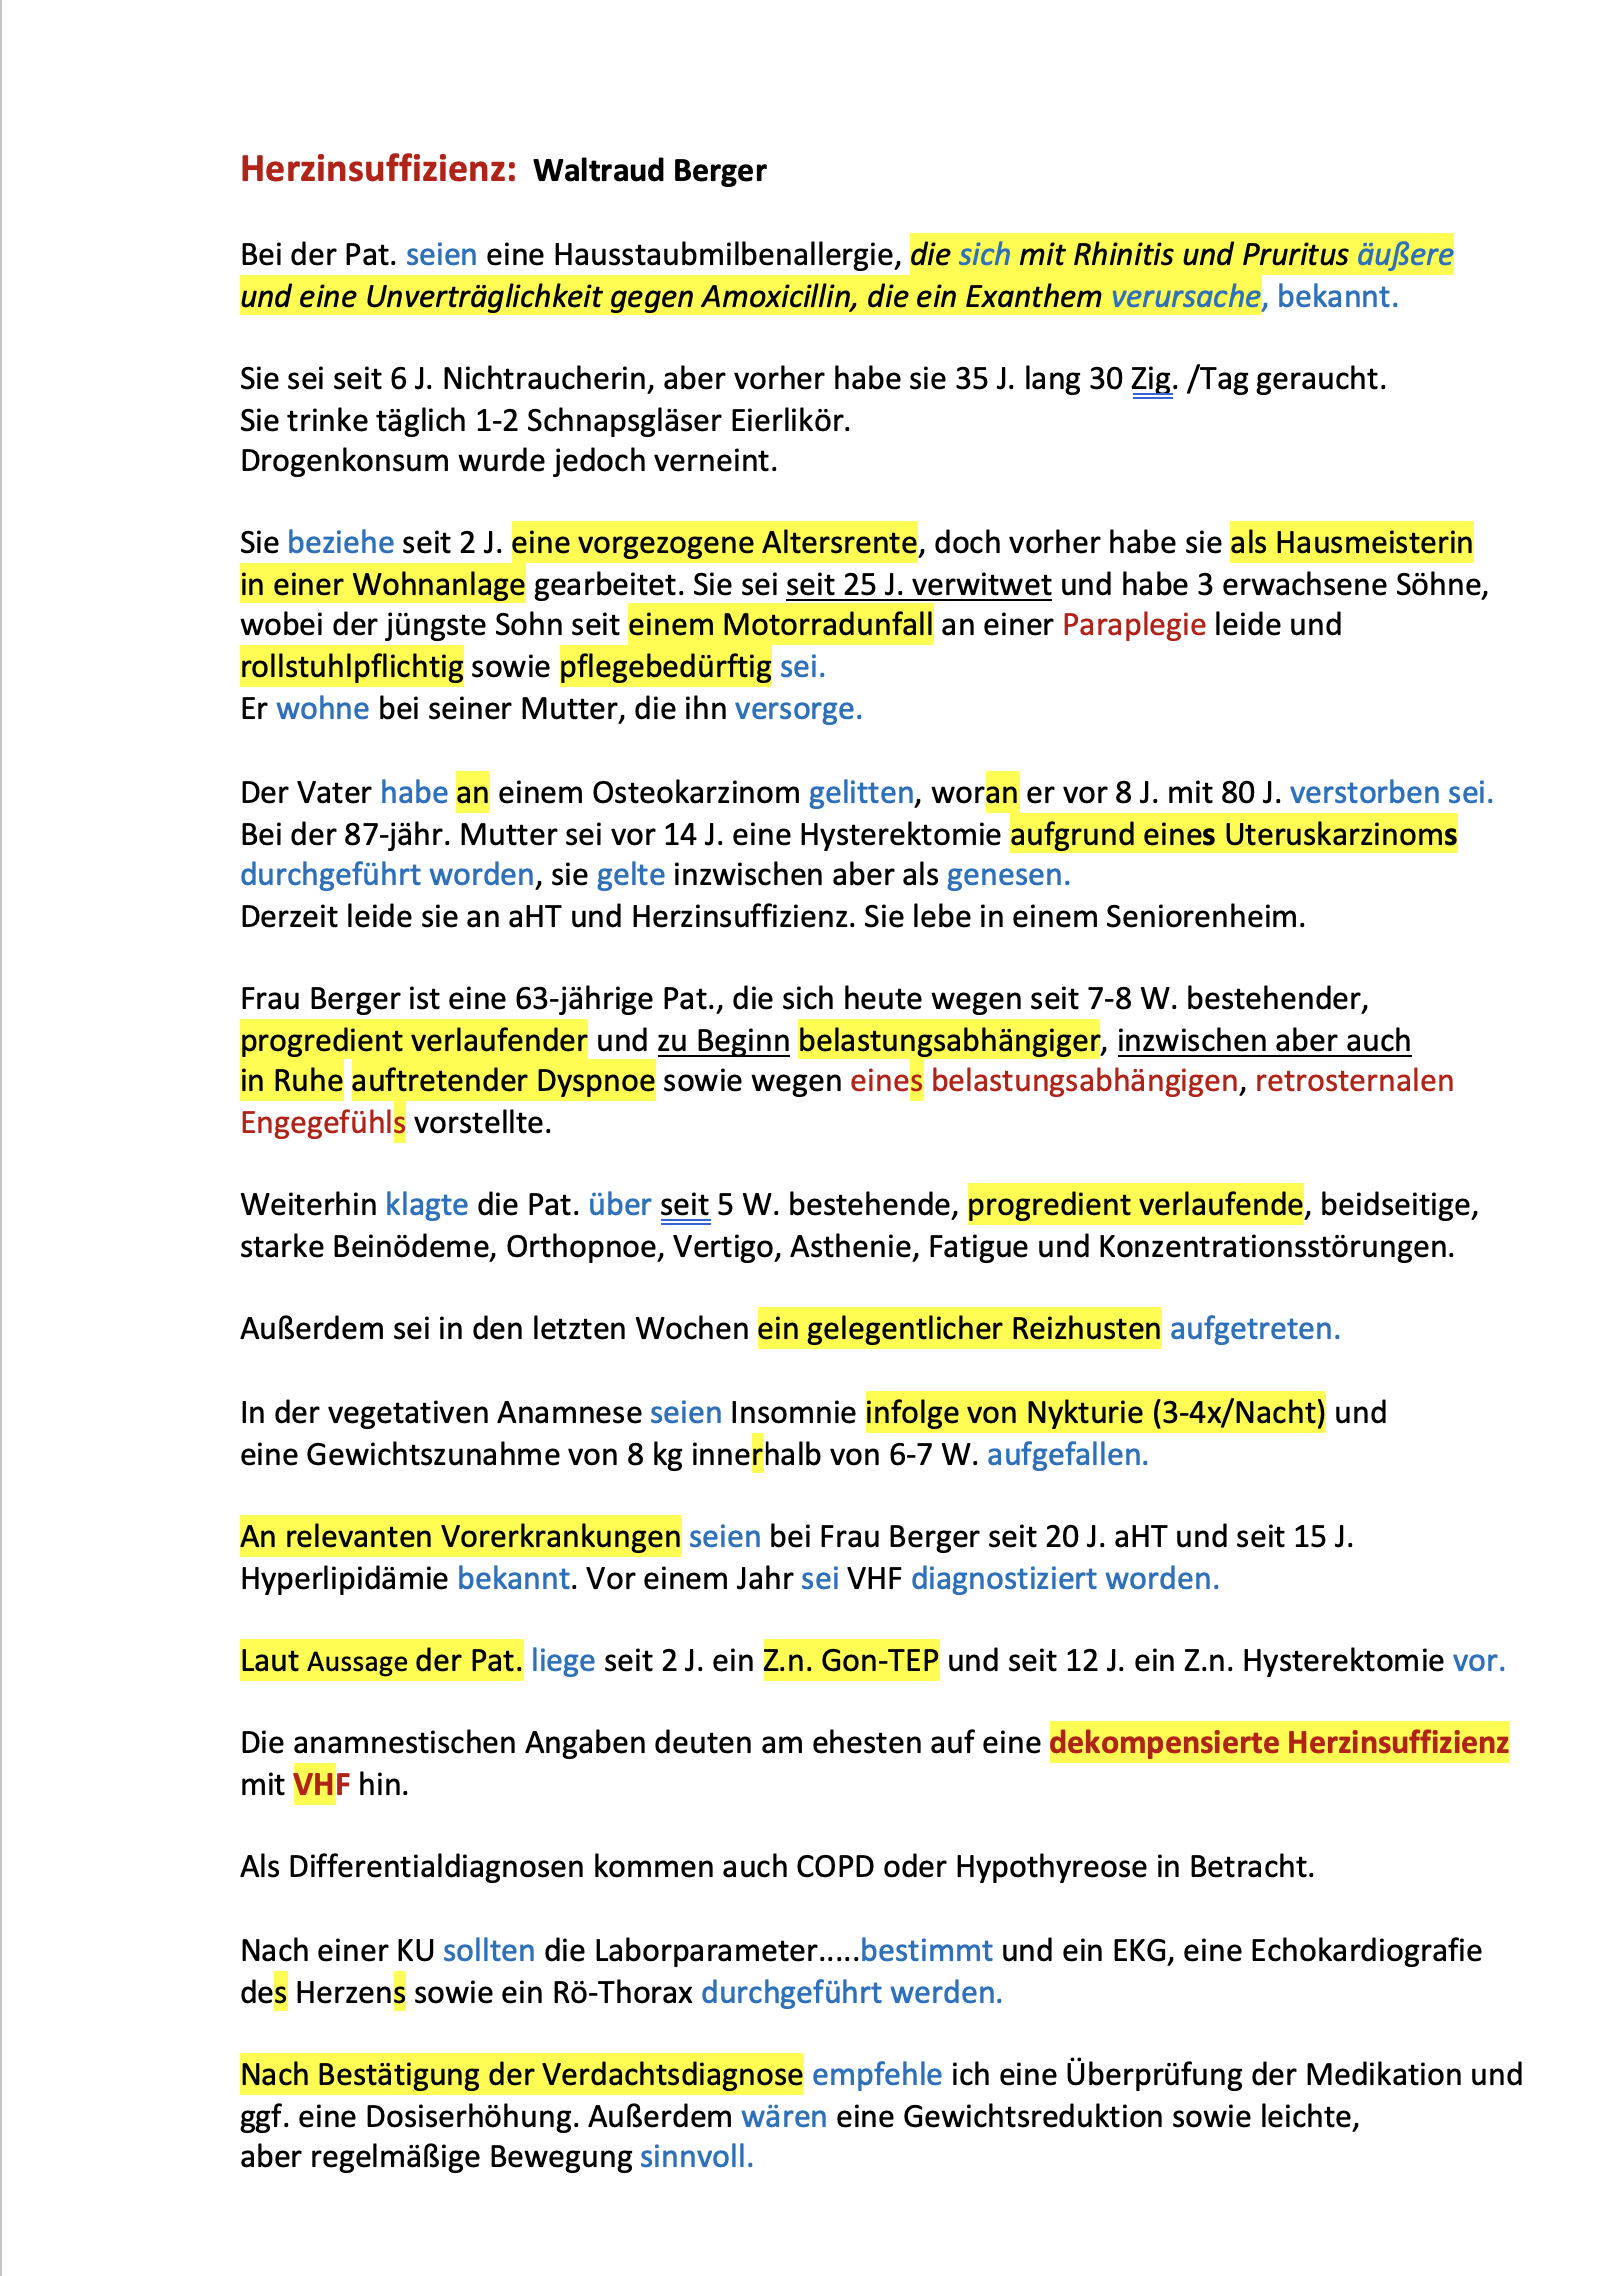 Herzinsuffizienz: Waltraud Berger
Bei der Pat. seien eine Hausstaubmilbenallergie, die sich mit Rhinitis und Pruritus äußere
und eine Unverträglichkeit gegen Amoxicillin, die ein Exanthem verursache, bekannt.
Sie sei seit 6 J. Nichtraucherin, aber vorher habe sie 35 J. lang 30 Zig. /Tag geraucht.
Sie trinke täglich 1-2 Schnapsgläser Eierlikör.
Drogenkonsum wurde jedoch verneint.
Sie beziehe seit 2 J. eine vorgezogene Altersrente, doch vorher habe sie als Hausmeisterin
in einer Wohnanlage gearbeitet. Sie sei seit 25 J. verwitwet und habe 3 erwachsene Söhne,
wobei der jüngste Sohn seit einem Motorradunfall an einer Paraplegie leide und
rollstuhlpflichtig sowie pflegebedürftig sei.
Er wohne bei seiner Mutter, die ihn versorge.
Der Vater habe an einem Osteokarzinom gelitten, woran er vor 8 J. mit 80 J. verstorben sei.
Bei der 87-jähr. Mutter sei vor 14 J. eine Hysterektomie aufgrund eines Uteruskarzinoms
durchgeführt worden, sie gelte inzwischen aber als genesen.
Derzeit leide sie an aHT und Herzinsuffizienz. Sie lebe in einem Seniorenheim.
Frau Berger ist eine 63-jährige Pat., die sich heute wegen seit 7-8 W. bestehender,
progredient verlaufender und zu Beginn belastungsabhängiger, inzwischen aber auch
in Ruhe auftretender Dyspnoe sowie wegen eines belastungsabhängigen, retrosternalen
Engegefühls vorstellte.
Weiterhin klagte die Pat. über seit 5 W. bestehende, progredient verlaufende, beidseitige,
starke Beinödeme, Orthopnoe, Vertigo, Asthenie, Fatigue und Konzentrationsstörungen.
Außerdem sei in den letzten Wochen ein gelegentlicher Reizhusten aufgetreten.
In der vegetativen Anamnese seien Insomnie infolge von Nykturie (3-4x/Nacht) und
eine Gewichtszunahme von 8 kg innerhalb von 6-7 W. aufgefallen.
An relevanten Vorerkrankungen seien bei Frau Berger seit 20 J. aHT und seit 15 J.
Hyperlipidämie bekannt. Vor einem Jahr sei VHF diagnostiziert worden.
Laut Aussage der Pat. liege seit 2 J. ein Z.n. Gon-TEP und seit 12 J. ein Z.n. Hysterektomie vor.
Die anamnestischen Angaben deuten am ehesten auf eine dekompensierte Herzinsuffizienz
mit VHF hin.
Als Differentialdiagnosen kommen auch COPD oder Hypothyreose in Betracht.
Nach einer KU sollten die Laborparameter.....bestimmt und ein EKG, eine Echokardiografie
des Herzens sowie ein Rö-Thorax durchgeführt werden.
Nach Bestätigung der Verdachtsdiagnose empfehle ich eine Überprüfung der Medikation und
ggf. eine Dosiserhöhung. Außerdem wären eine Gewichtsreduktion sowie leichte,
aber regelmäßige Bewegung sinnvoll.